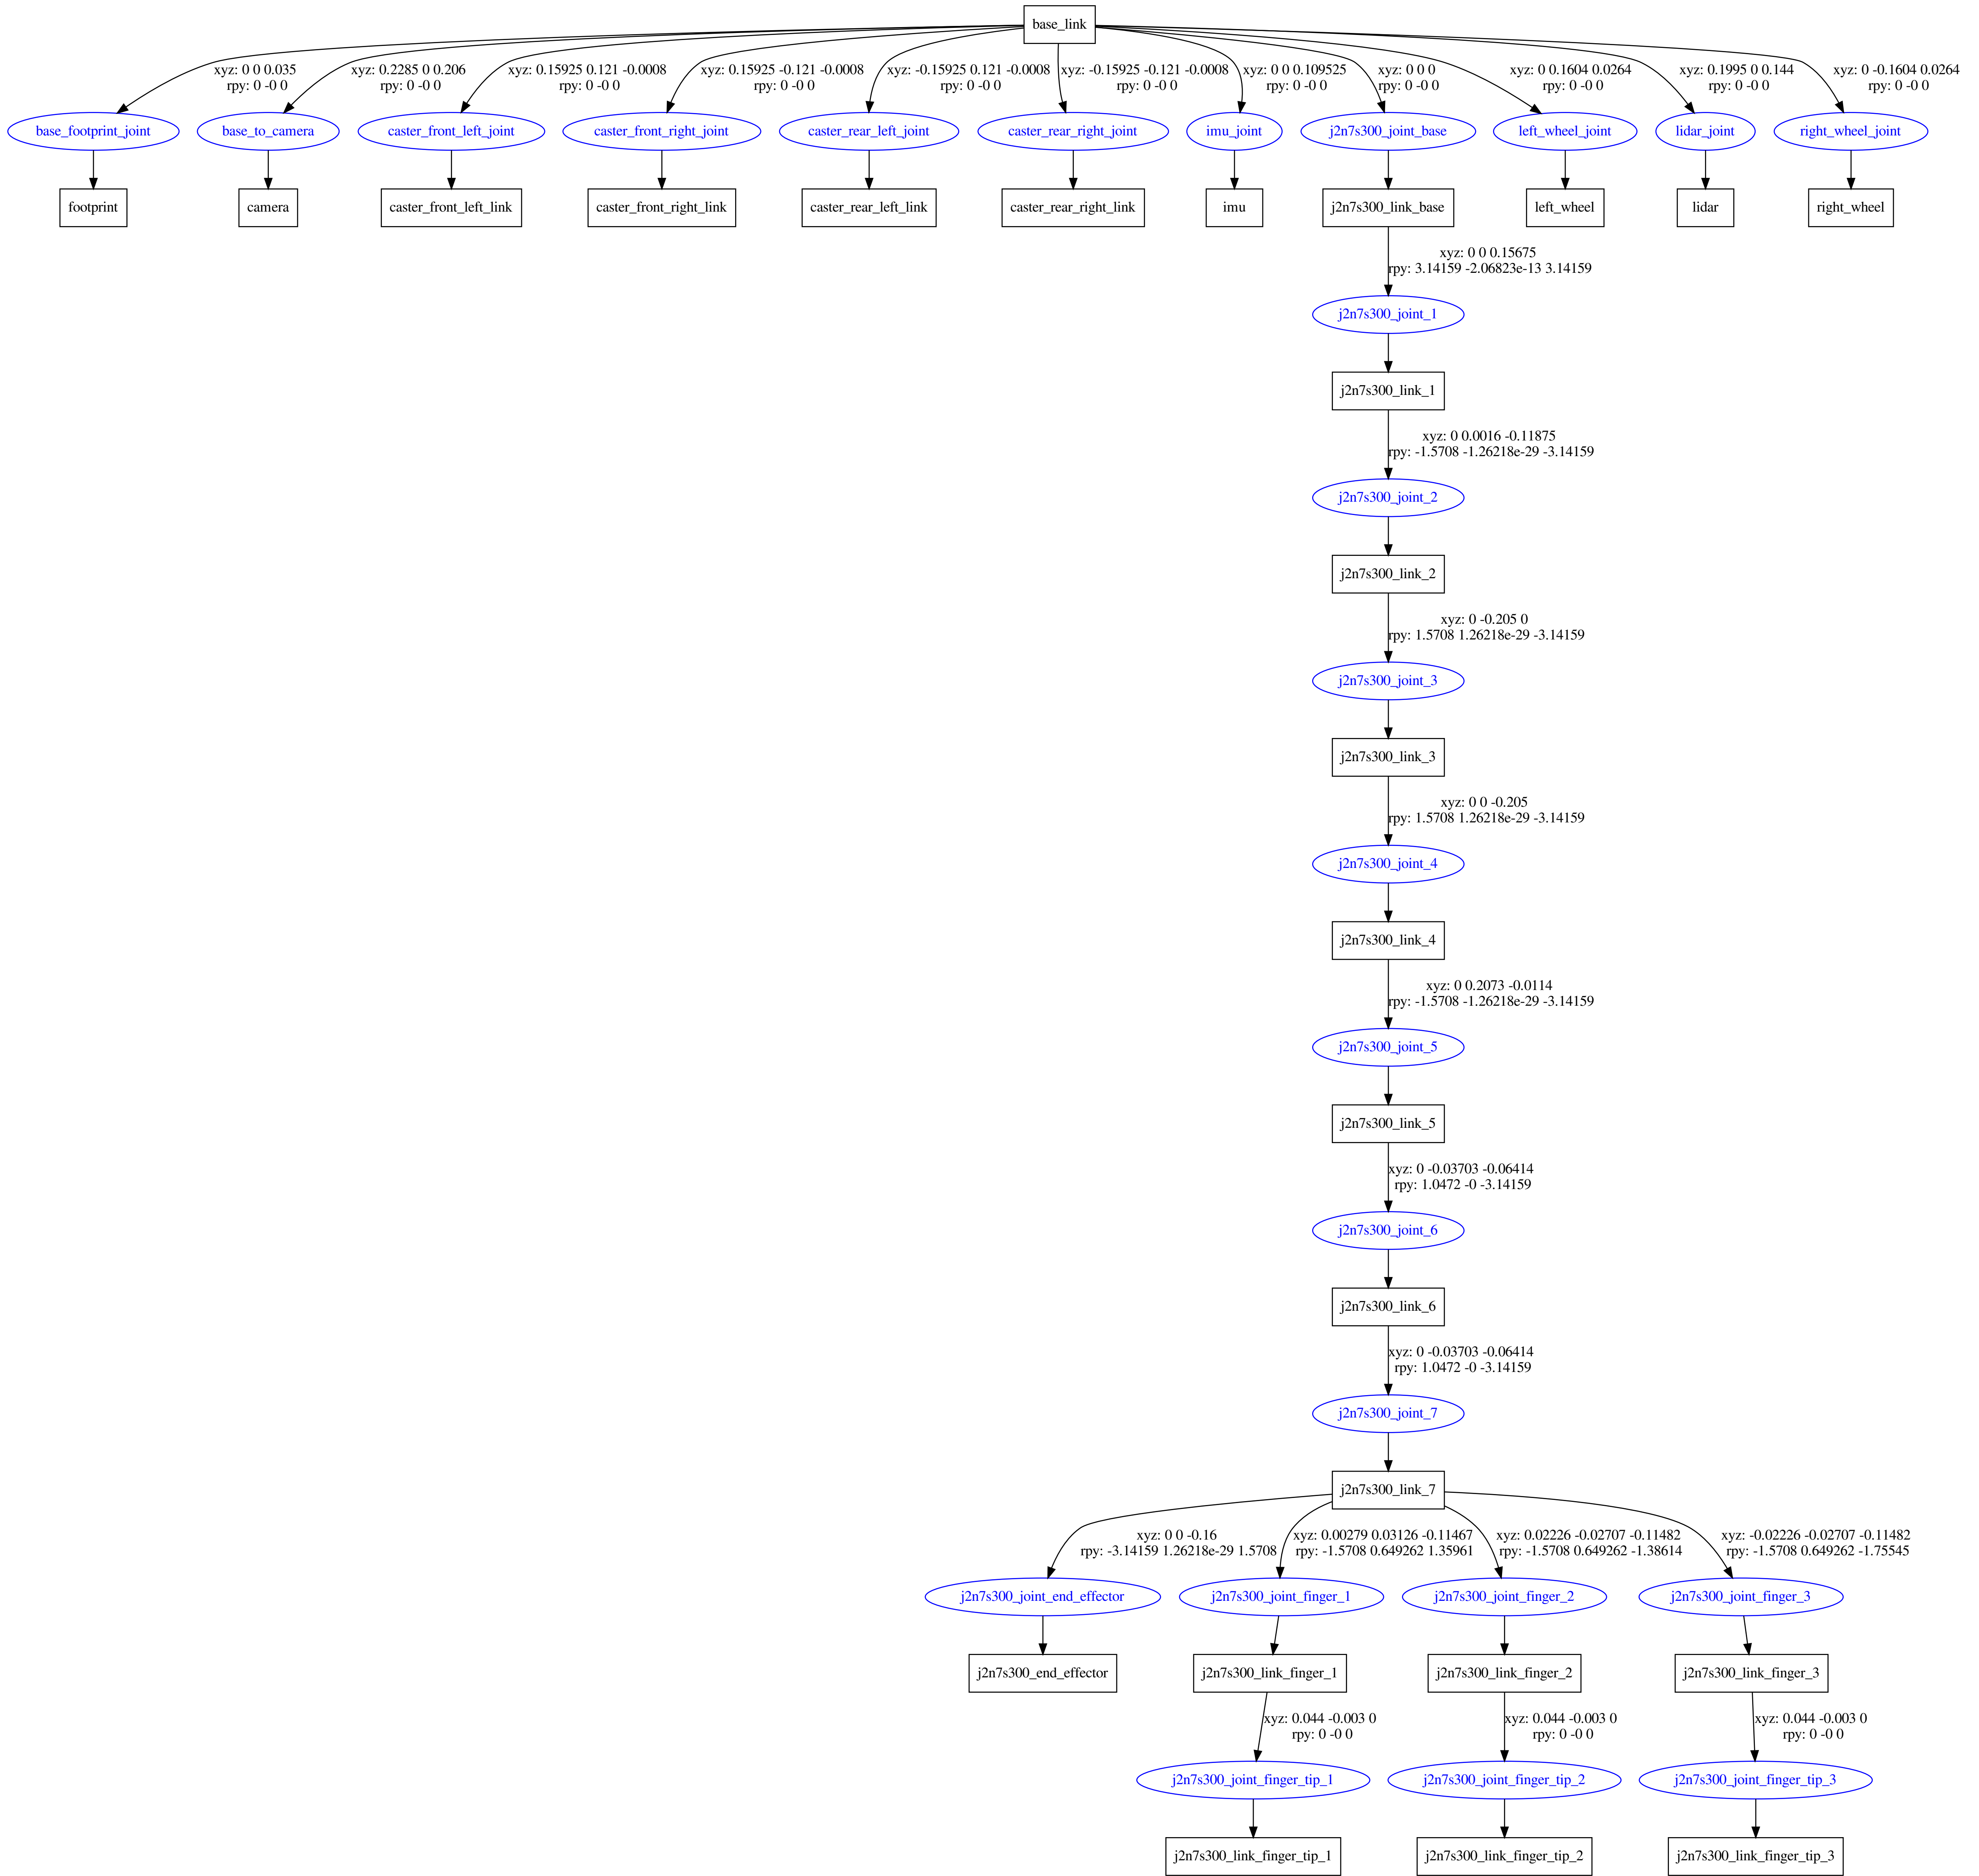 base_link
xyz: 0 0 0.035
rpy: 0 -0 0
xyz: 0.2285 0 0.206
rpy: 0 -0 0
xyz: 0.15925 0.121 -0.0008
rpy: 0 -0 0
xyz: 0.15925 -0.121 -0.0008
rpy: 0 -0 0
xyz: -0.15925 0.121 -0.0008
rpy: 0 -0 0
xyz: -0.15925 -0.121 -0.0008
rpy: 0 -0 0
xyz: 0 0 0.109525
rpy: 0 -0 0
xyz: 0 0 0
rpy: 0 -0 0
xyz: 0 0.1604 0.0264
rpy: 0 -0 0
xyz: 0.1995 0 0.144
rpy: 0 -0 0
xyz: 0 -0.1604 0.0264
rpy: 0 -0 0
base_footprint_joint
base_to_camera
caster_front_left_joint
caster_front_right_joint
caster_rear_left_joint
caster_rear_right_joint
imu_joint
j2n7s300_joint_base
left_wheel_joint
lidar_joint
right_wheel_joint
footprint
camera
caster_front_left_link
caster_front_right_link
caster_rear_left_link
caster_rear_right_link
imu
j2n7s300_link_base
left_wheel
lidar
right_wheel
xyz: 0 0 0.15675
rpy: 3.14159 -2.06823e-13 3.14159
j2n7s300_joint_1
j2n7s300_link_1
xyz: 0 0.0016 -0.11875
rpy: -1.5708 -1.26218e-29 -3.14159
j2n7s300_joint_2
j2n7s300_link_2
xyz: 0 -0.205 0
rpy: 1.5708 1.26218e-29 -3.14159
j2n7s300_joint_3
j2n7s300_link_3
xyz: 0 0 -0.205
rpy: 1.5708 1.26218e-29 -3.14159
j2n7s300_joint_4
j2n7s300_link_4
xyz: 0 0.2073 -0.0114
rpy: -1.5708 -1.26218e-29 -3.14159
j2n7s300_joint_5
j2n7s300_link_5
xyz: 0 -0.03703 -0.06414
rpy: 1.0472 -0 -3.14159
j2n7s300_joint_6
j2n7s300_link_6
xyz: 0 -0.03703 -0.06414
rpy: 1.0472 -0 -3.14159
j2n7s300_joint_7
j2n7s300_link_7
xyz: 0 0 -0.16
rpy: -3.14159 1.26218e-29 1.5708
xyz: 0.00279 0.03126 -0.11467
rpy: -1.5708 0.649262 1.35961
xyz: 0.02226 -0.02707 -0.11482
rpy: -1.5708 0.649262 -1.38614
xyz: -0.02226 -0.02707 -0.11482
rpy: -1.5708 0.649262 -1.75545
j2n7s300_joint_end_effector
j2n7s300_joint_finger_1
j2n7s300_joint_finger_2
j2n7s300_joint_finger_3
j2n7s300_end_effector
j2n7s300_link_finger_1
j2n7s300_link_finger_2
j2n7s300_link_finger_3
xyz: 0.044 -0.003 0
rpy: 0 -0 0
xyz: 0.044 -0.003 0
rpy: 0 -0 0
xyz: 0.044 -0.003 0
rpy: 0 -0 0
j2n7s300_joint_finger_tip_1
j2n7s300_joint_finger_tip_2
j2n7s300_joint_finger_tip_3
j2n7s300_link_finger_tip_1
j2n7s300_link_finger_tip_2
j2n7s300_link_finger_tip_3